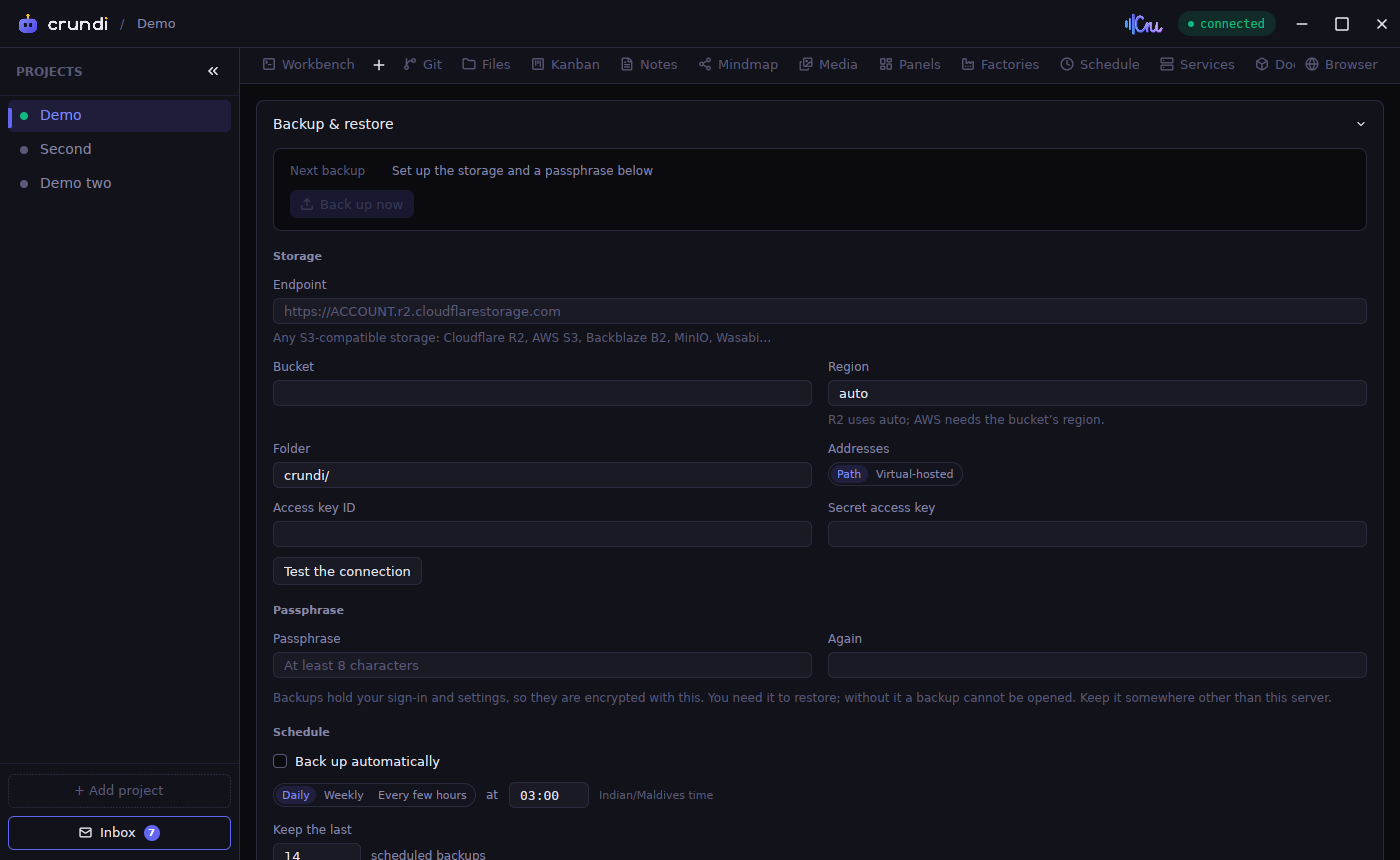 crundi / Demo
Cru
connected
PROJECTS
Workbench + Git Files Kanban Notes Mindmap Media Panels Factories Schedule Services Doc Browser
Demo
Second
Demo two
+ Add project
Inbox 7
Backup & restore
Next backup Set up the storage and a passphrase below
Back up now
Storage
Endpoint
https://ACCOUNT.r2.cloudflarestorage.com
Any S3-compatible storage: Cloudflare R2, AWS S3, Backblaze B2, MinIO, Wasabi…
Bucket Region
auto
R2 uses auto; AWS needs the bucket’s region.
Folder Addresses
crundi/ Path Virtual-hosted
Access key ID Secret access key
Test the connection
Passphrase
Passphrase Again
At least 8 characters
Backups hold your sign-in and settings, so they are encrypted with this. You need it to restore; without it a backup cannot be opened. Keep it somewhere other than this server.
Schedule
Back up automatically
Daily Weekly Every few hours at 03:00 Indian/Maldives time
Keep the last
14 scheduled backups